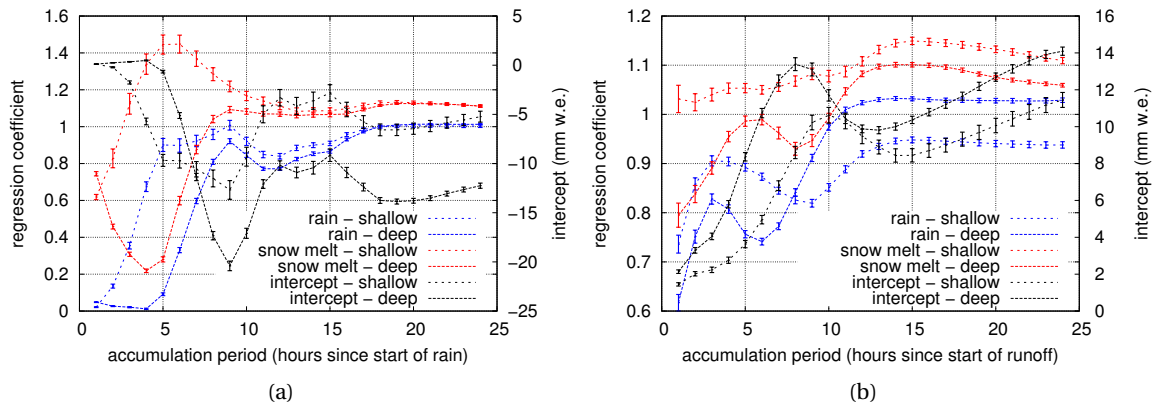 1.6
1.4
1.2
1
0.8
0.6
0.4
0.2
0
regression coefficient
0 5 10 15 20 25
accumulation period (hours since start of rain)
5
0
−5
−10
−15
−20
−25
intercept (mm w.e.)
rain − shallow
rain − deep
snow melt − shallow
snow melt − deep
intercept − shallow
intercept − deep
(a)
1.2
1.1
1
0.9
0.8
0.7
0.6
regression coefficient
0 5 10 15 20 25
accumulation period (hours since start of runoff)
16
14
12
10
8
6
4
2
0
intercept (mm w.e.)
rain − shallow
rain − deep
snow melt − shallow
snow melt − deep
intercept − shallow
intercept − deep
(b)